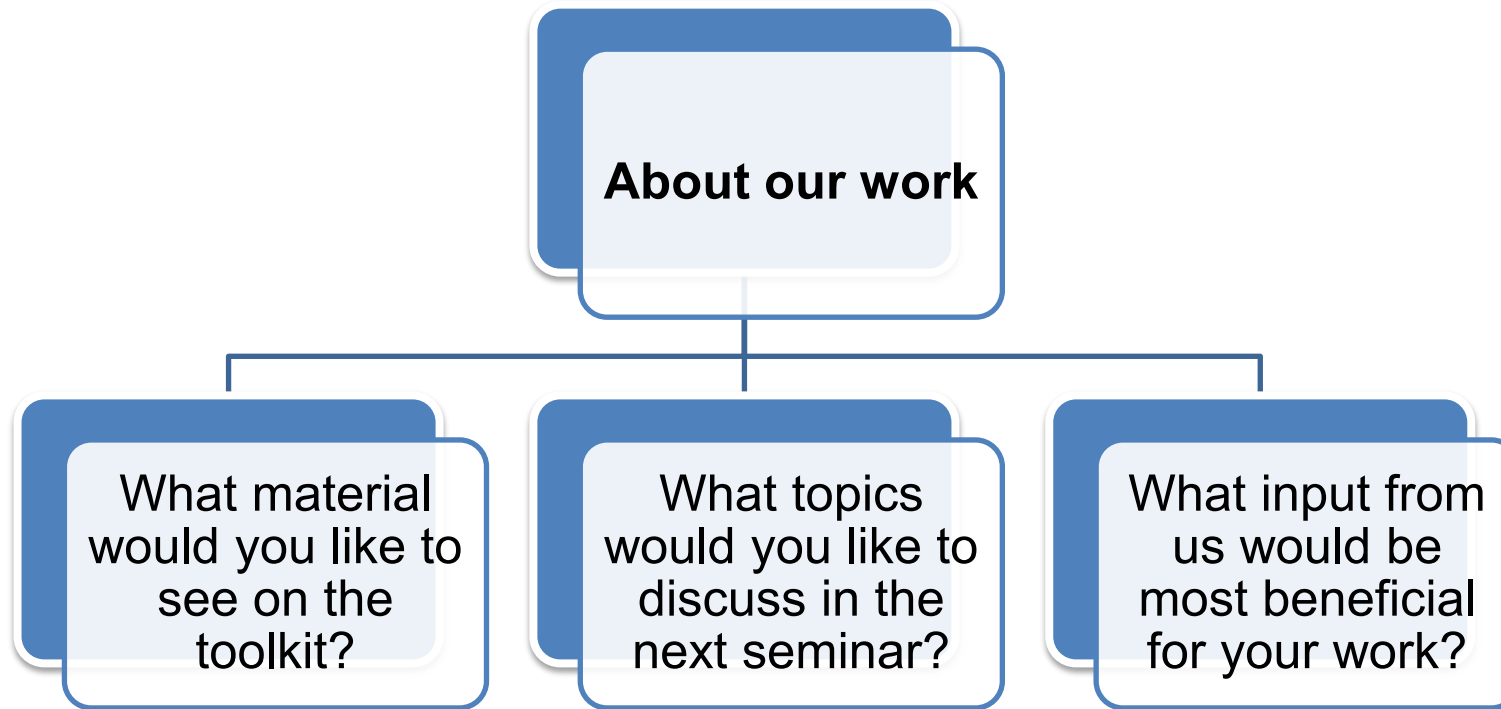 About our work
What material
would you like to
see on the
toolkit?
What topics
would you like to
discuss in the
next seminar?
What input from
us would be
most beneficial
for your work?